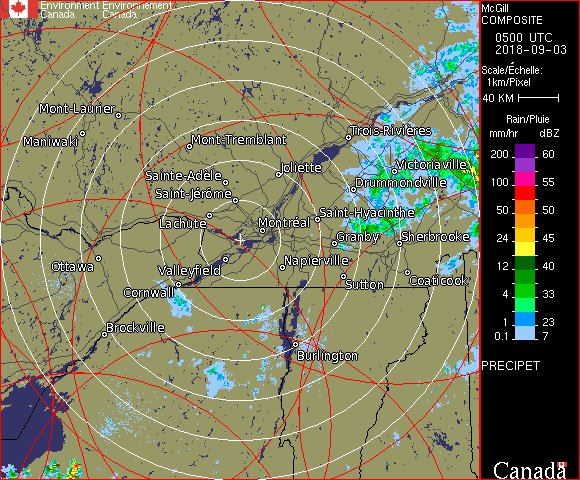 Environment Environnement
Canada Canada
McGill
COMPOSITE
0500 UTC
2018-09-03
Scale/Échelle:
1km/Pixel
40 KM
Rain/Pluie
mm/hr dBZ
200 60
150 60
100 55
50 50
24 45
12 40
4 33
1 23
0.1 7
PRECIPET
Canada
Mont-Laurier
Maniwaki
Mont-Tremblant
Trois-Rivières
Sainte-Adèle
Joliette
Victoriaville
Drummondville
Saint-Jérôme
Lachute
Montréal
Saint-Hyacinthe
Granby
Sherbrooke
Ottawa
Valleyfield
Napierville
Cornwall
Sutton
Coaticook
Brockville
Burlington